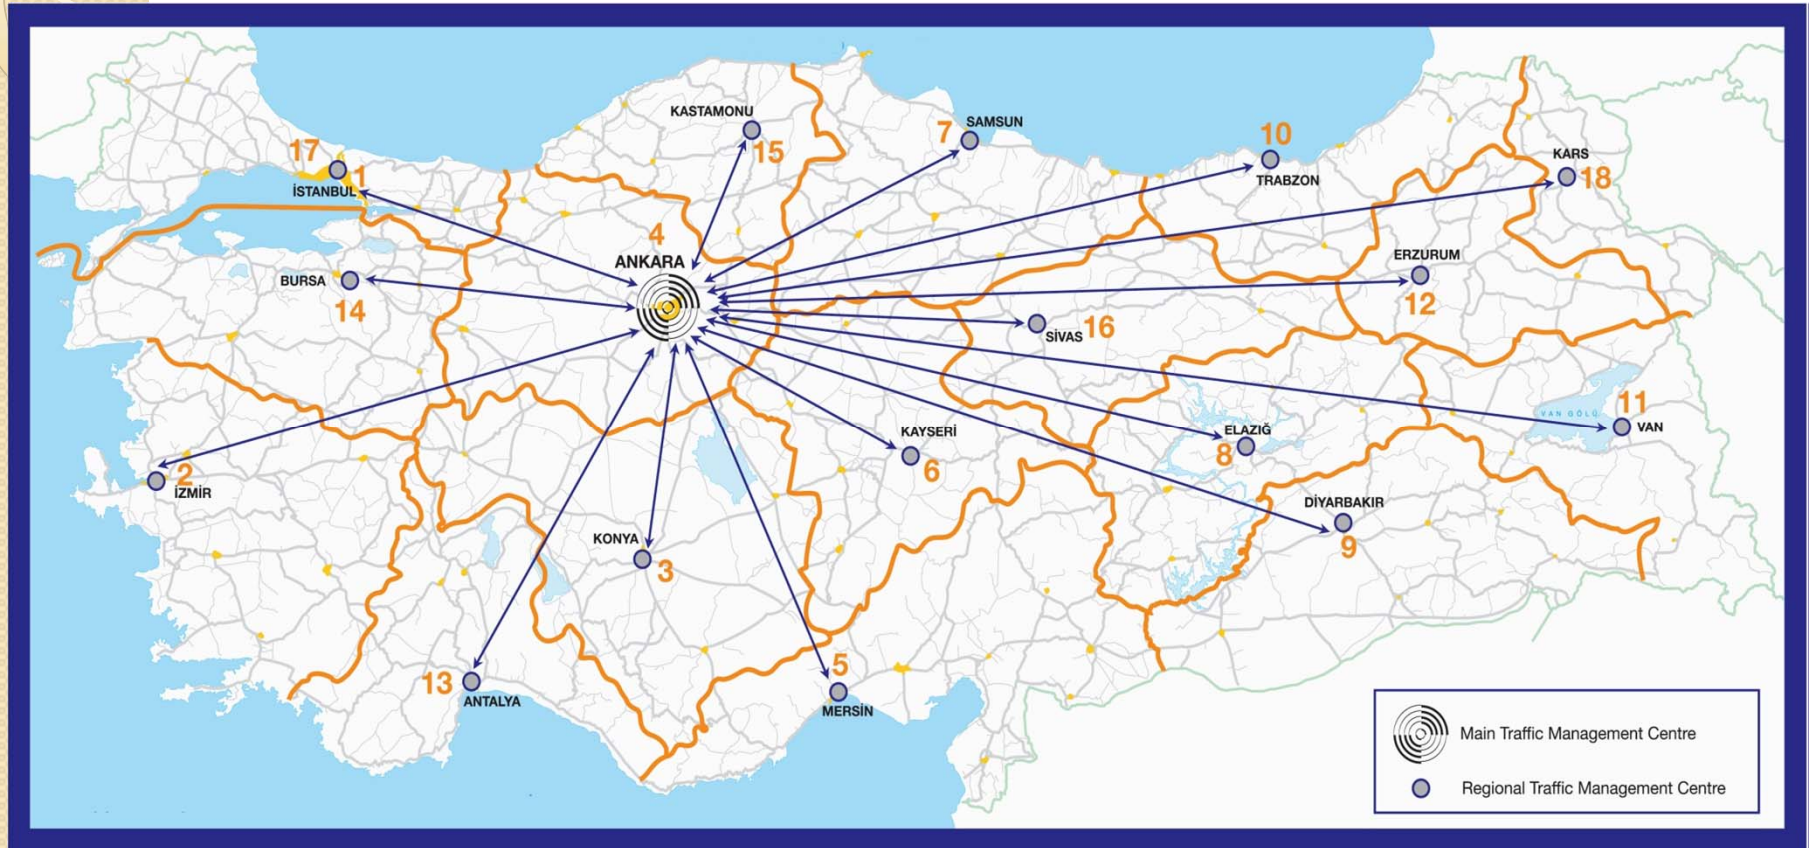 KASTAMONU
15
7
SAMSUN
10
TRABZON
KARS
18
17
1
İSTANBUL
4
ANKARA
BURSA
14
ERZURUM
12
SİVAS
16
VAN GÖLÜ
11
VAN
KAYSERİ
6
ELAZIĞ
8
2
İZMİR
DİYARBAKIR
9
KONYA
3
13
ANTALYA
5
MERSİN
Main Traffic Management Centre
Regional Traffic Management Centre